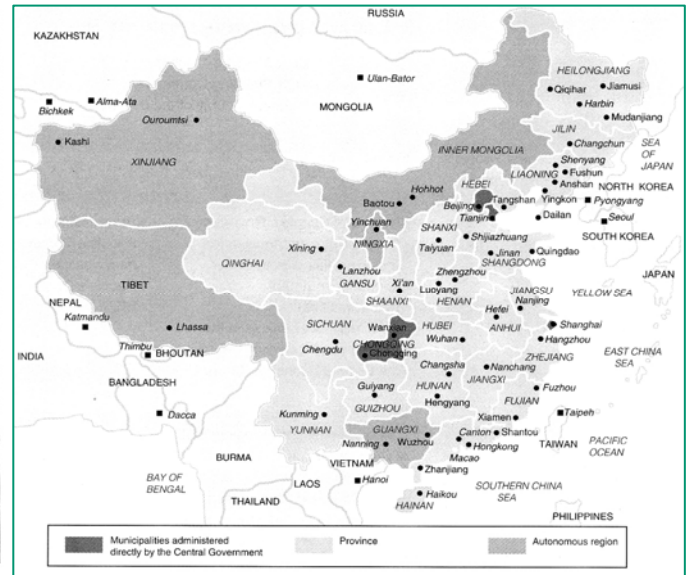 RUSSIA
KAZAKHSTAN
Ulan-Bator
HEILONGJIANG
Bichkek
Alma-Ata
MONGOLIA
Qiqihar
Jiamusi
Ouroumtsi
Harbin
Mudanjiang
Kashi
JILIN
XINJIANG
INNER MONGOLIA
Changchun
SEA
OF
JAPAN
Shenyang
LIAONING
Fushun
HEBEI
Anshan
NORTH KOREA
Hohhot
Baotou
Beijing
Tangshan
Yingkon
Pyongyang
Tianjin
Dailan
Seoul
Yinchuan
SHANXI
NINGXIA
Taiyuan
Shijiazhuang
SOUTH KOREA
Xining
Jinan
Quingdao
QINGHAI
SHANGDONG
Lanzhou
Zhengzhou
JAPAN
GANSU
Xi'an
Luoyang
JIANGSU
YELLOW SEA
TIBET
SHAANXI
HENAN
Nanjing
NEPAL
Hefei
Katmandu
Lhassa
SICHUAN
Wanxian
HUBEI
ANHUI
Shanghai
Thimbu
CHONGQING
Wuhan
Hangzhou
EAST CHINA
SEA
INDIA
BHOUTAN
Chengdu
Chongqing
ZHEJIANG
BANGLADESH
Changsha
Nanchang
Guiyang
HUNAN
JIANGXI
GUIZHOU
Hengyang
Fuzhou
Dacca
Kunming
FUJIAN
YUNNAN
GUANGXI
Xiamen
Taipeh
Nanning
Wuzhou
Canton
Shantou
PACIFIC
OCEAN
Hongkong
TAIWAN
Macao
BURMA
VIETNAM
Zhanjiang
BAY OF
BENGAL
LAOS
Hanoi
SOUTHERN CHINA
SEA
Haikou
THAILAND
HAINAN
PHILIPPINES
Municipalities administered
directly by the Central Government
Province
Autonomous region